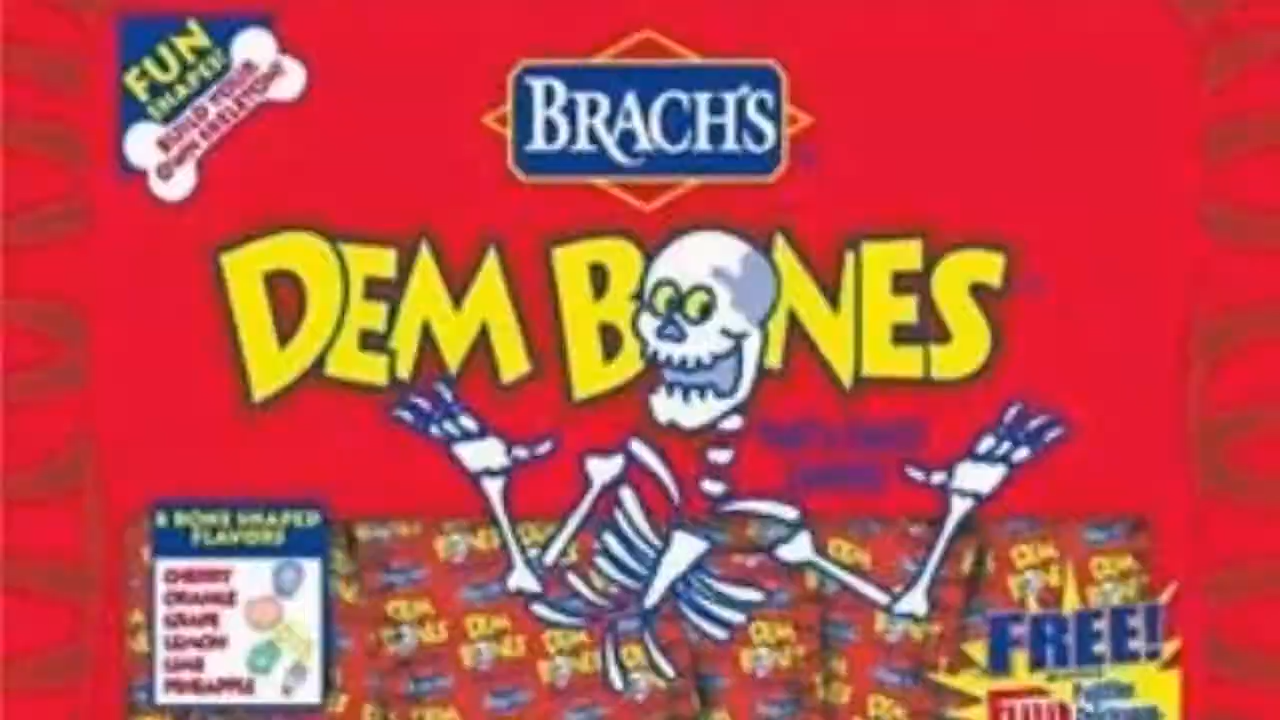 FUN
SHAPES!
BUILD YOUR
OWN SKELETON!
BRACH'S
DEM BONES
6 BONE SHAPED
FLAVORS
CHERRY
ORANGE
GRAPE
LEMON
LIME
PINEAPPLE
FREE!